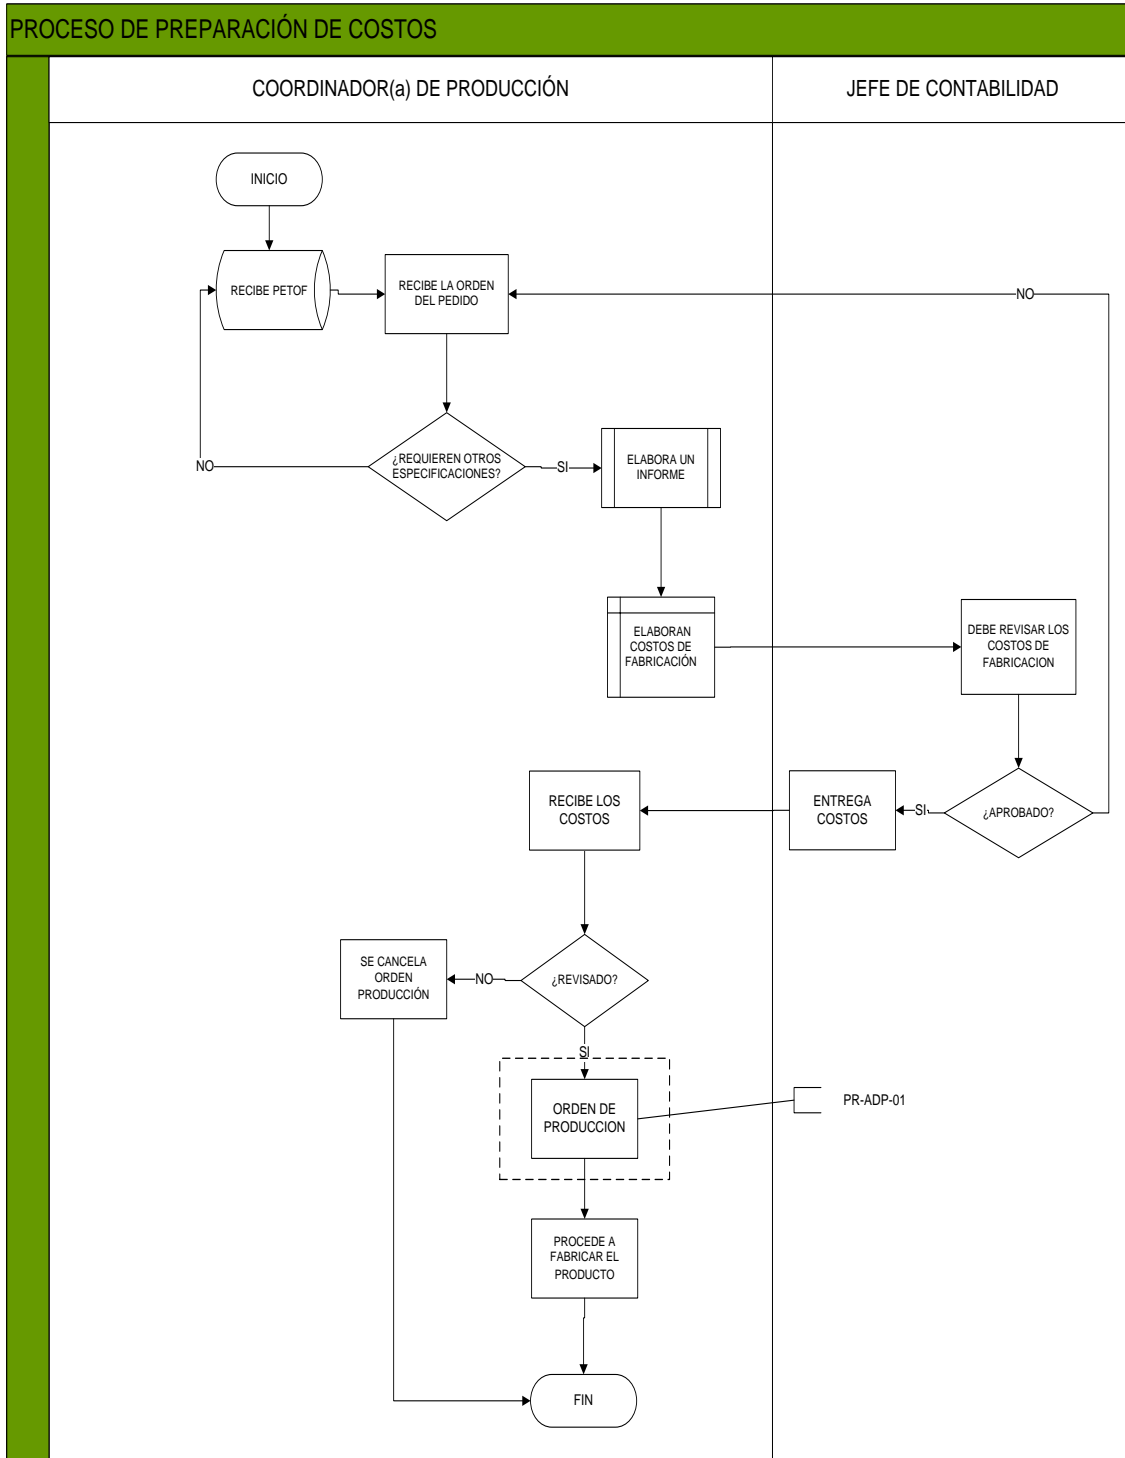 PROCESO DE PREPARACIÓN DE COSTOS
COORDINADOR(a) DE PRODUCCIÓN
JEFE DE CONTABILIDAD
INICIO
RECIBE PETOF
RECIBE LA ORDEN
DEL PEDIDO
NO
¿REQUIEREN OTROS
ESPECIFICACIONES?
NO
SI
ELABORA UN
INFORME
ELABORAN
COSTOS DE
FABRICACIÓN
DEBE REVISAR LOS
COSTOS DE
FABRICACION
RECIBE LOS
COSTOS
ENTREGA
COSTOS
SI
¿APROBADO?
SE CANCELA
ORDEN
PRODUCCIÓN
NO
¿REVISADO?
SI
ORDEN DE
PRODUCCION
PR-ADP-01
PROCEDE A
FABRICAR EL
PRODUCTO
FIN